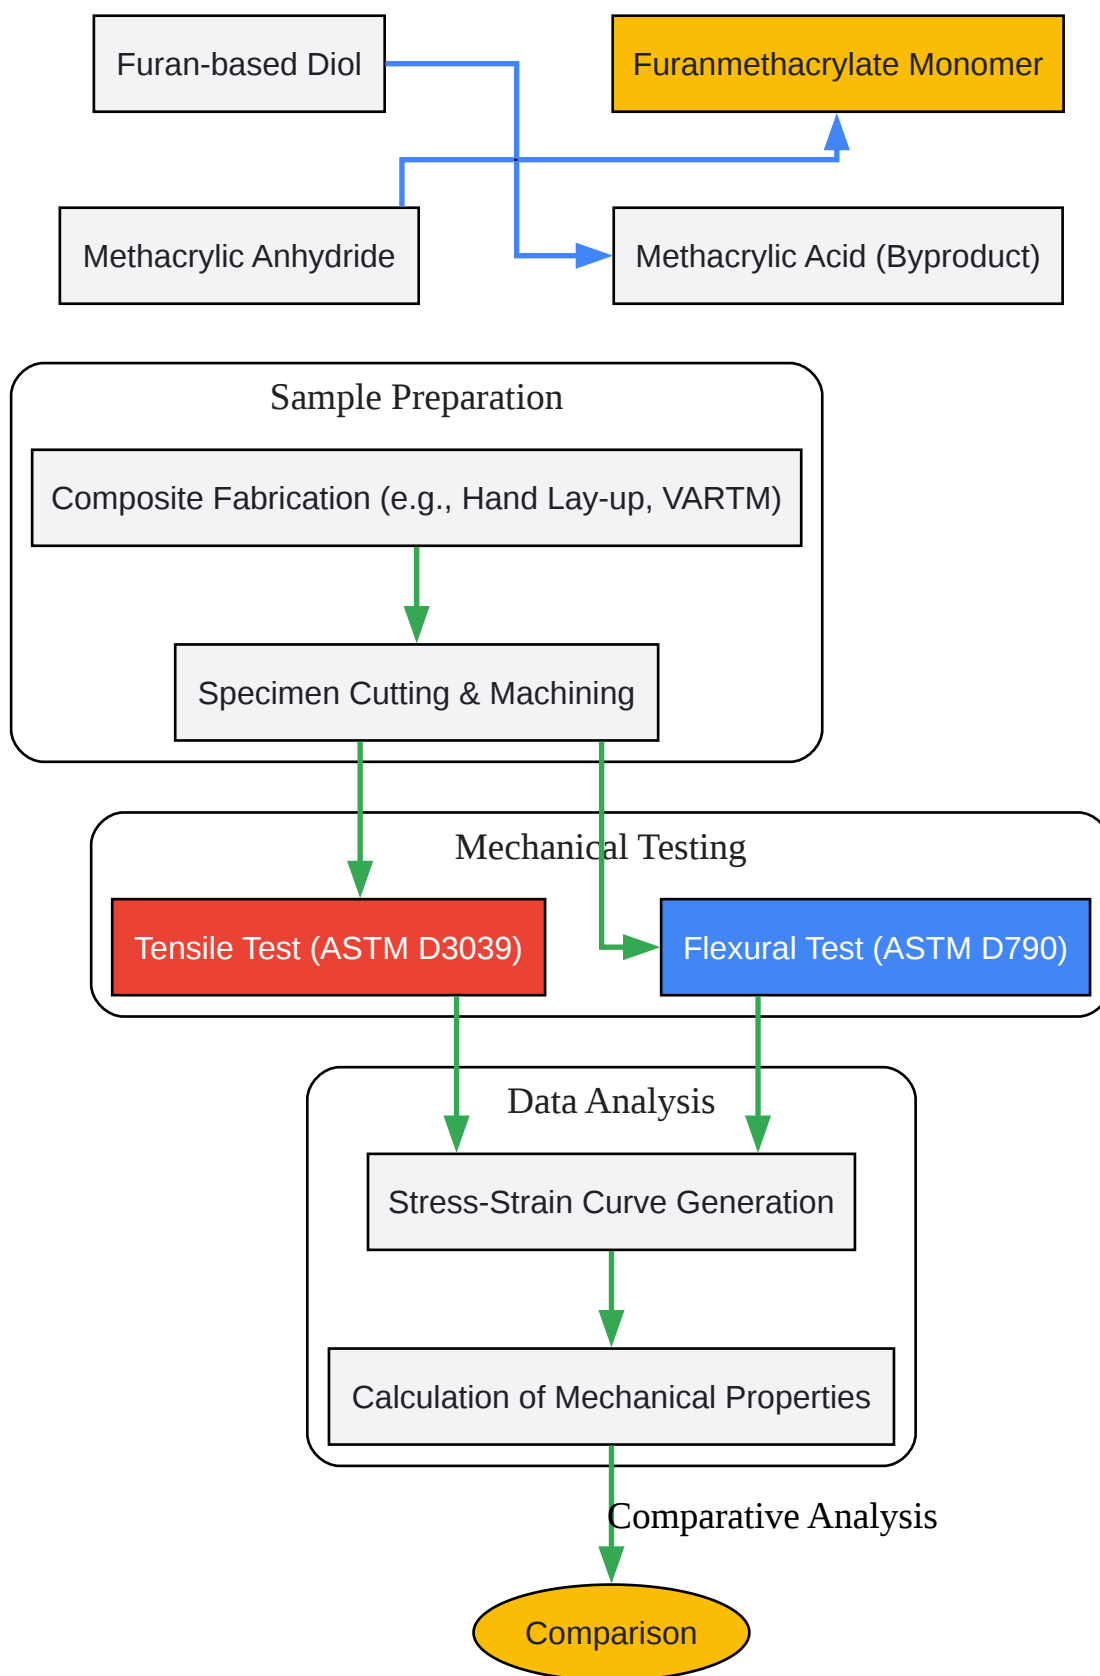 Furan-based Diol
Furanmethacrylate Monomer
Methacrylic Anhydride
Methacrylic Acid (Byproduct)
Sample Preparation
Composite Fabrication (e.g., Hand Lay-up, VARTM)
Specimen Cutting & Machining
Mechanical Testing
Tensile Test (ASTM D3039)
Flexural Test (ASTM D790)
Data Analysis
Stress-Strain Curve Generation
Calculation of Mechanical Properties
Comparative Analysis
Comparison